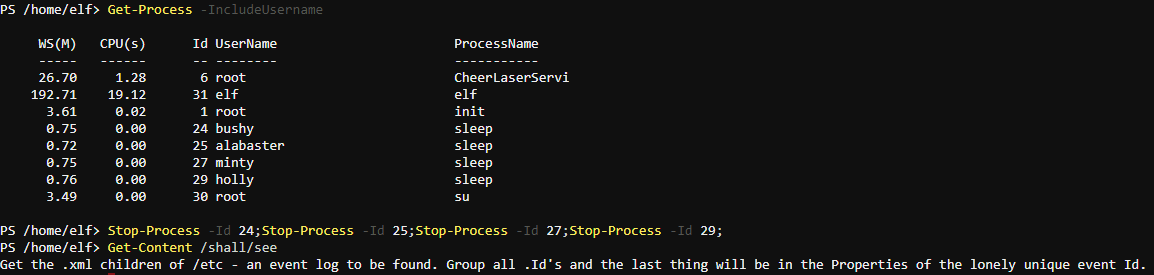 PS /home/elf> Get-Process -IncludeUsername
WS(M) CPU(s) Id UserName ProcessName
----- ------ -- -------- -----------
26.70 1.28 6 root CheerLaserServi
192.71 19.12 31 elf elf
3.61 0.02 1 root init
0.75 0.00 24 bushy sleep
0.72 0.00 25 alabaster sleep
0.75 0.00 27 minty sleep
0.76 0.00 29 holly sleep
3.49 0.00 30 root su
PS /home/elf> Stop-Process -Id 24;Stop-Process -Id 25;Stop-Process -Id 27;Stop-Process -Id 29;
PS /home/elf> Get-Content /shall/see
Get the .xml children of /etc - an event log to be found. Group all .Id's and the last thing will be in the Properties of the lonely unique event Id.